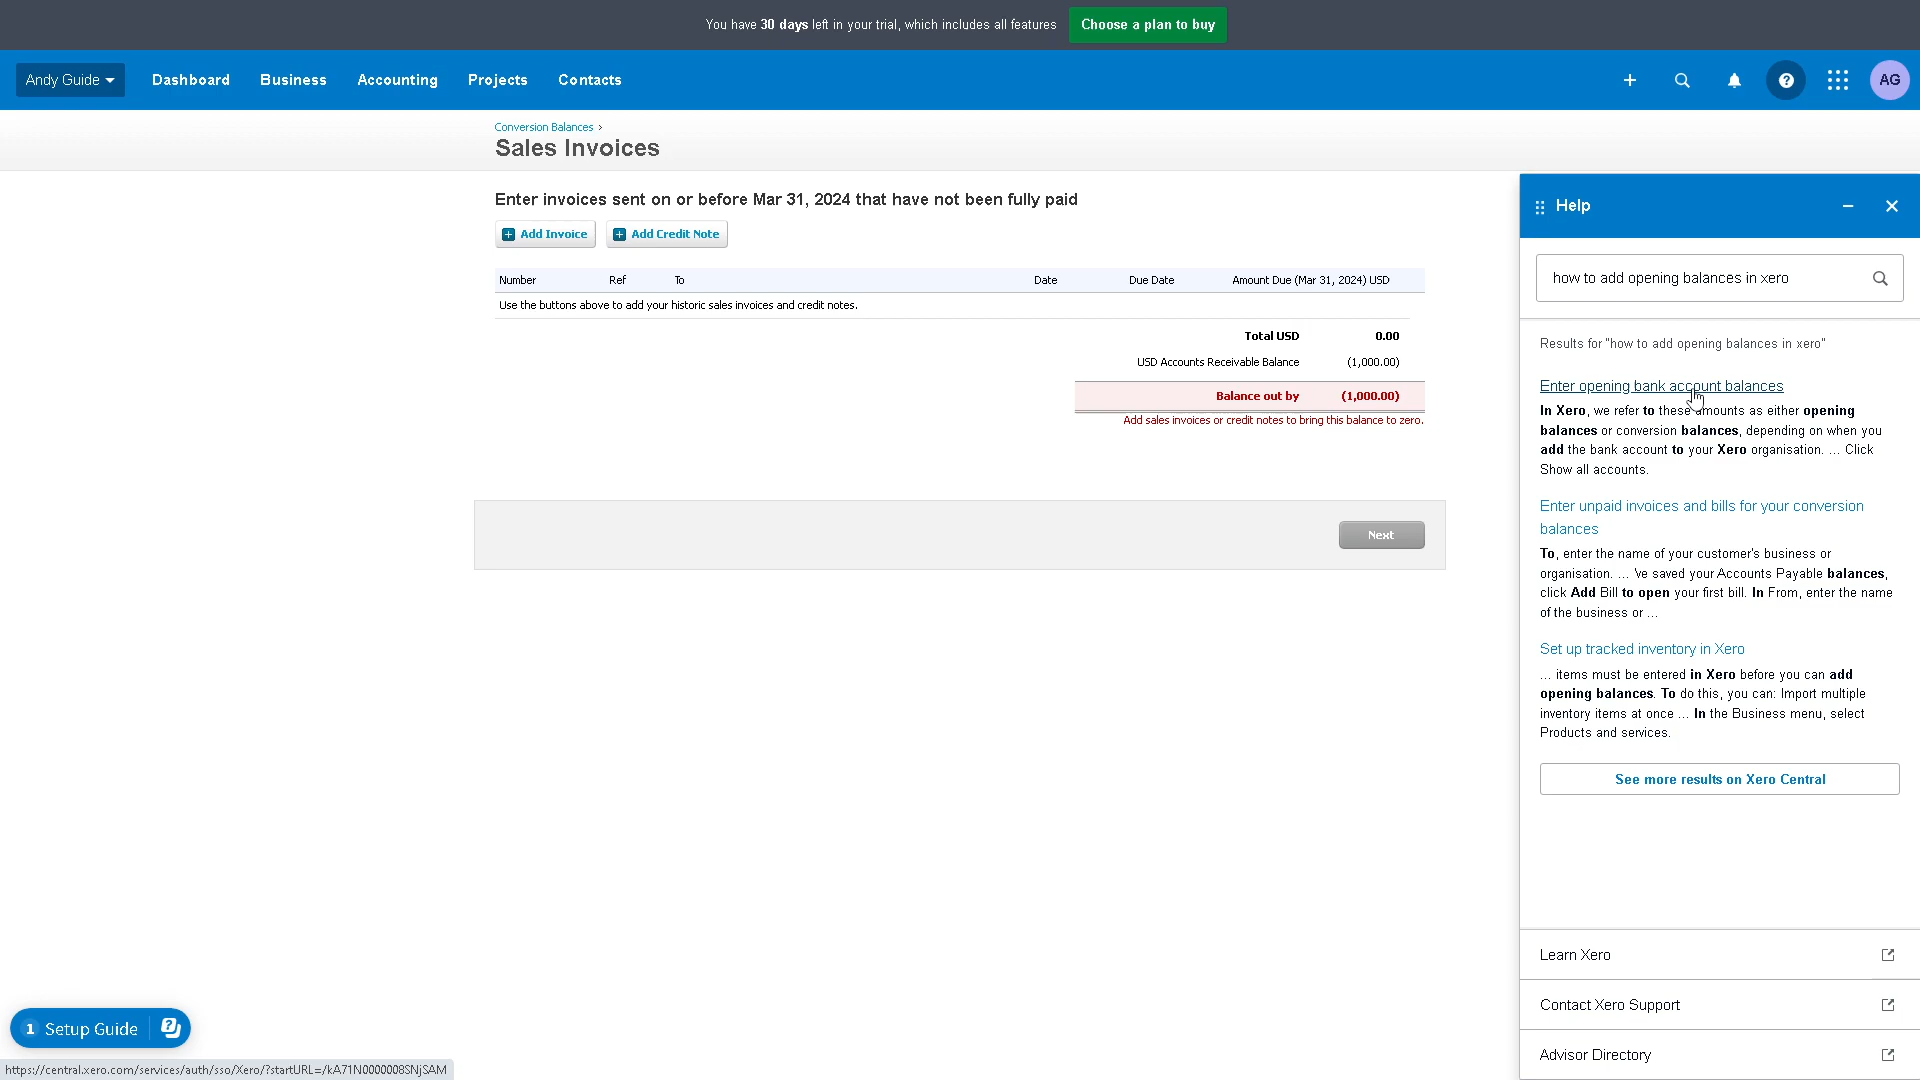 You have 30 days left in your trial, which includes all features
Choose a plan to buy
Andy Guide
Dashboard
Business
Accounting
Projects
Contacts
AG
Conversion Balances ›
Sales Invoices
Enter invoices sent on or before Mar 31, 2024 that have not been fully paid
Add Invoice
Add Credit Note
Number Ref To Date Due Date Amount Due (Mar 31, 2024) USD
Use the buttons above to add your historic sales invoices and credit notes.
Total USD 0.00
USD Accounts Receivable Balance (1,000.00)
Balance out by (1,000.00)
Add sales invoices or credit notes to bring this balance to zero.
Next
Help
how to add opening balances in xero
Results for "how to add opening balances in xero"
Enter opening bank account balances
In Xero, we refer to these amounts as either opening
balances or conversion balances, depending on when you
add the bank account to your Xero organisation. ... Click
Show all accounts.
Enter unpaid invoices and bills for your conversion
balances
To, enter the name of your customer's business or
organisation. ... 've saved your Accounts Payable balances,
click Add Bill to open your first bill. In From, enter the name
of the business or ...
Set up tracked inventory in Xero
... items must be entered in Xero before you can add
opening balances. To do this, you can: Import multiple
inventory items at once ... In the Business menu, select
Products and services.
See more results on Xero Central
Learn Xero
Contact Xero Support
Advisor Directory
1 Setup Guide
https://central.xero.com/services/auth/sso/Xero/?startURL=/kA71N0000008SNjSAM